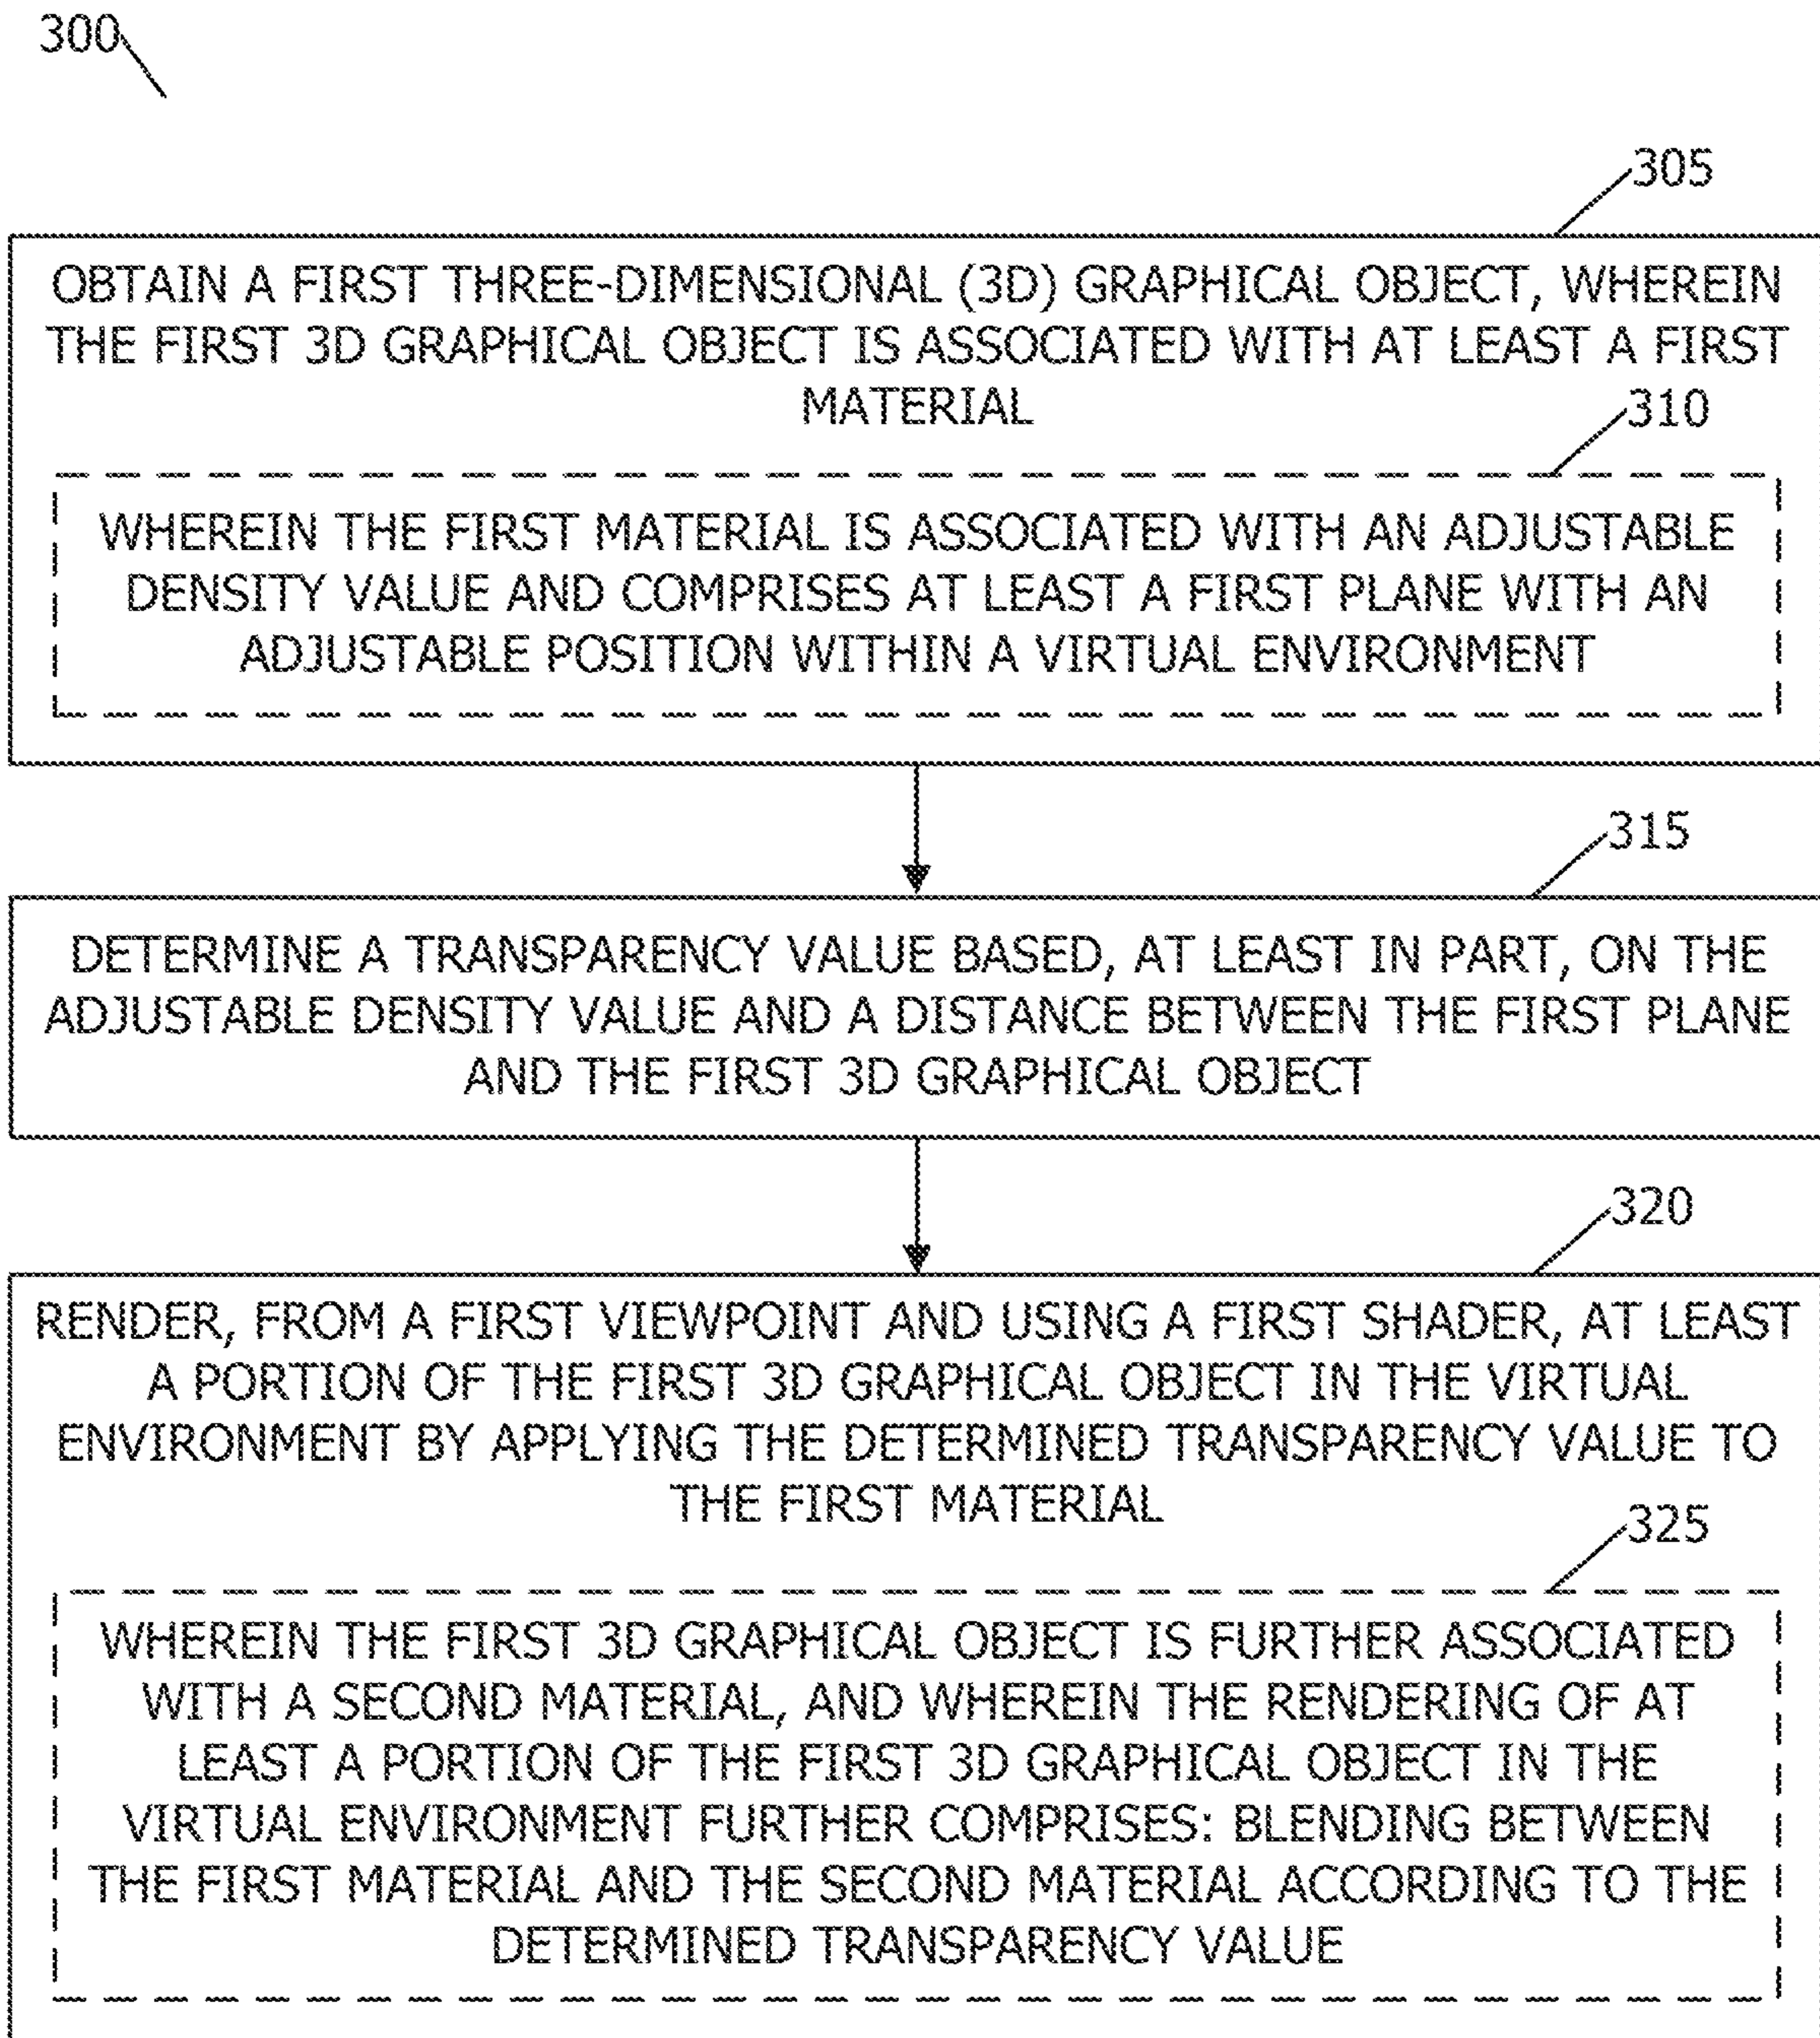 300
305
OBTAIN A FIRST THREE-DIMENSIONAL (3D) GRAPHICAL OBJECT, WHEREIN
THE FIRST 3D GRAPHICAL OBJECT IS ASSOCIATED WITH AT LEAST A FIRST
MATERIAL
310
WHEREIN THE FIRST MATERIAL IS ASSOCIATED WITH AN ADJUSTABLE
DENSITY VALUE AND COMPRISES AT LEAST A FIRST PLANE WITH AN
ADJUSTABLE POSITION WITHIN A VIRTUAL ENVIRONMENT
315
DETERMINE A TRANSPARENCY VALUE BASED, AT LEAST IN PART, ON THE
ADJUSTABLE DENSITY VALUE AND A DISTANCE BETWEEN THE FIRST PLANE
AND THE FIRST 3D GRAPHICAL OBJECT
320
RENDER, FROM A FIRST VIEWPOINT AND USING A FIRST SHADER, AT LEAST
A PORTION OF THE FIRST 3D GRAPHICAL OBJECT IN THE VIRTUAL
ENVIRONMENT BY APPLYING THE DETERMINED TRANSPARENCY VALUE TO
THE FIRST MATERIAL
325
WHEREIN THE FIRST 3D GRAPHICAL OBJECT IS FURTHER ASSOCIATED
WITH A SECOND MATERIAL, AND WHEREIN THE RENDERING OF AT
LEAST A PORTION OF THE FIRST 3D GRAPHICAL OBJECT IN THE
VIRTUAL ENVIRONMENT FURTHER COMPRISES: BLENDING BETWEEN
THE FIRST MATERIAL AND THE SECOND MATERIAL ACCORDING TO THE
DETERMINED TRANSPARENCY VALUE